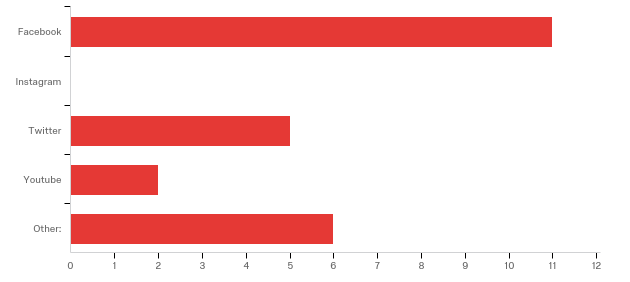 Facebook
Instagram
Twitter
Youtube
Other:
0 1 2 3 4 5 6 7 8 9 10 11 12